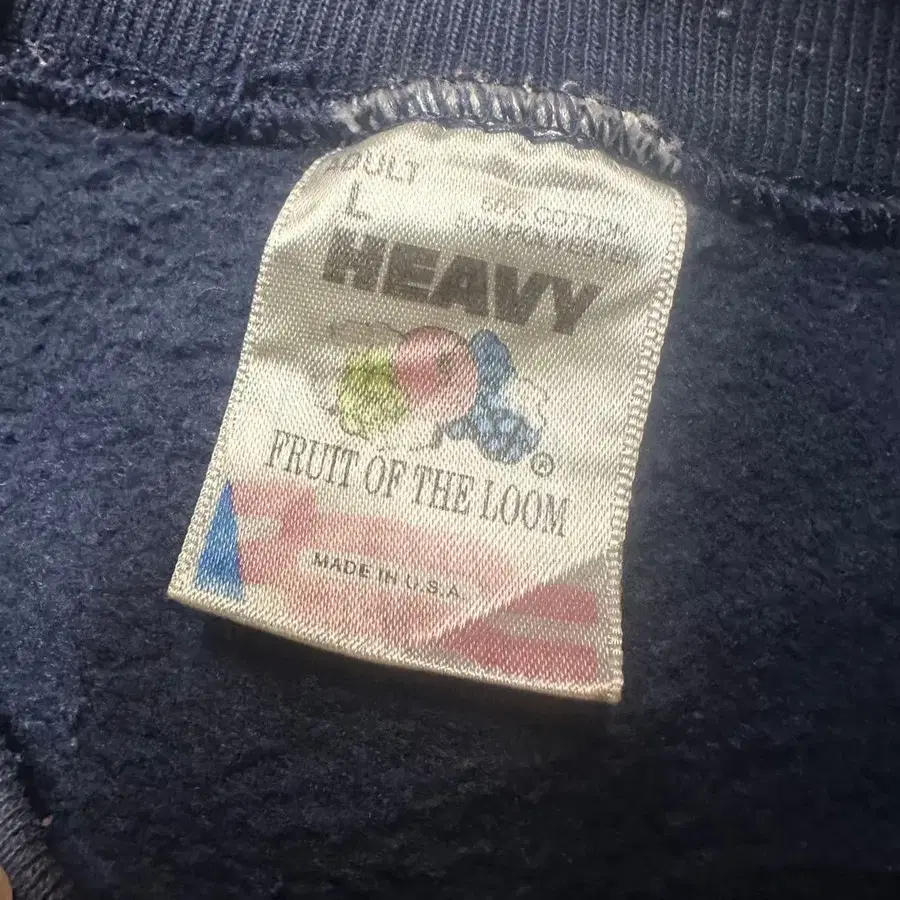 ADULT
L
50% COTTON
50% POLYESTER
HEAVY
FRUIT OF THE LOOM
®
MADE IN U.S.A.